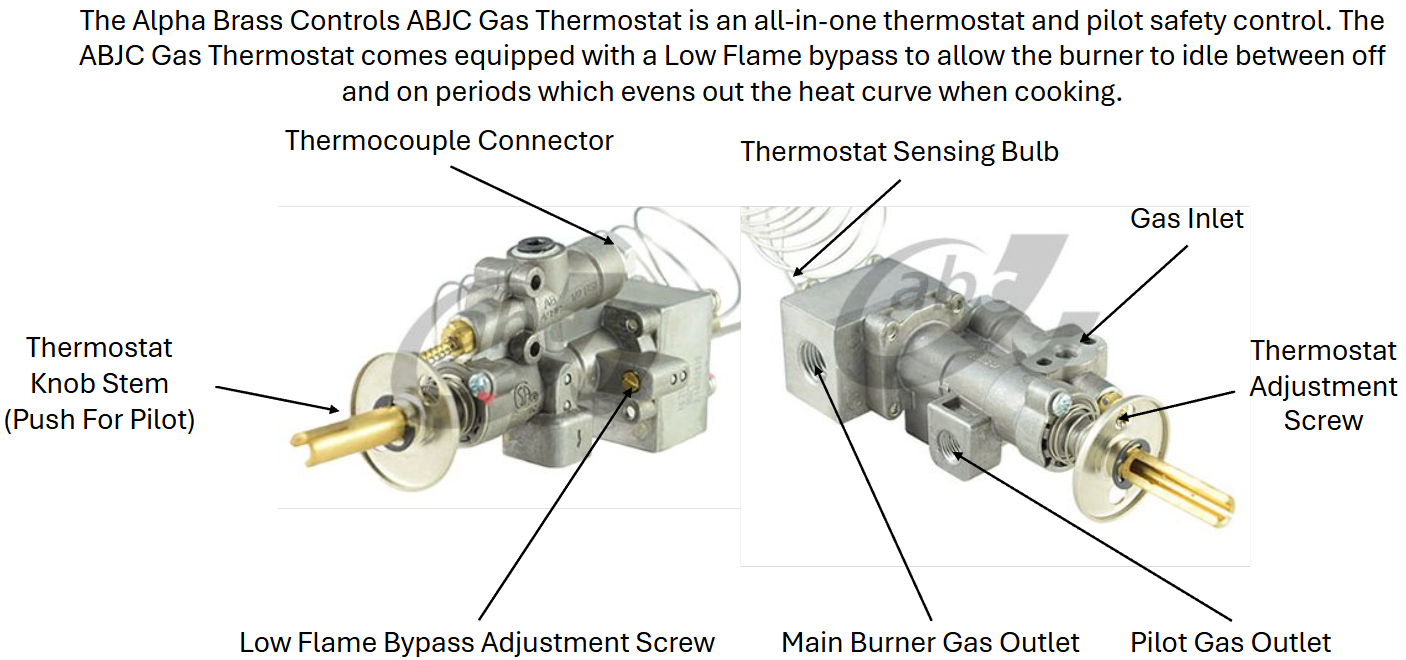 The Alpha Brass Controls ABJC Gas Thermostat is an all-in-one thermostat and pilot safety control. The
ABJC Gas Thermostat comes equipped with a Low Flame bypass to allow the burner to idle between off
and on periods which evens out the heat curve when cooking.
Thermocouple Connector
Thermostat Sensing Bulb
Gas Inlet
abc
Thermostat
Knob Stem
(Push For Pilot)
Thermostat
Adjustment
Screw
Low Flame Bypass Adjustment Screw
Main Burner Gas Outlet
Pilot Gas Outlet